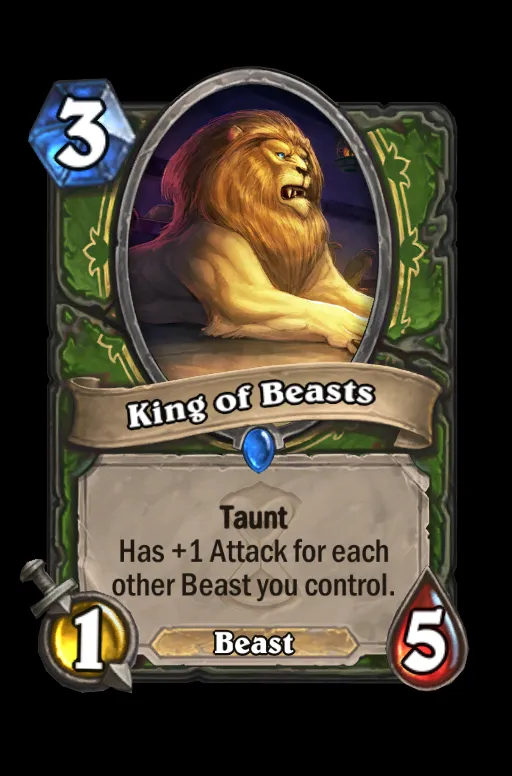 3
King of Beasts
Taunt
Has +1 Attack for each
other Beast you control.
1
Beast
5